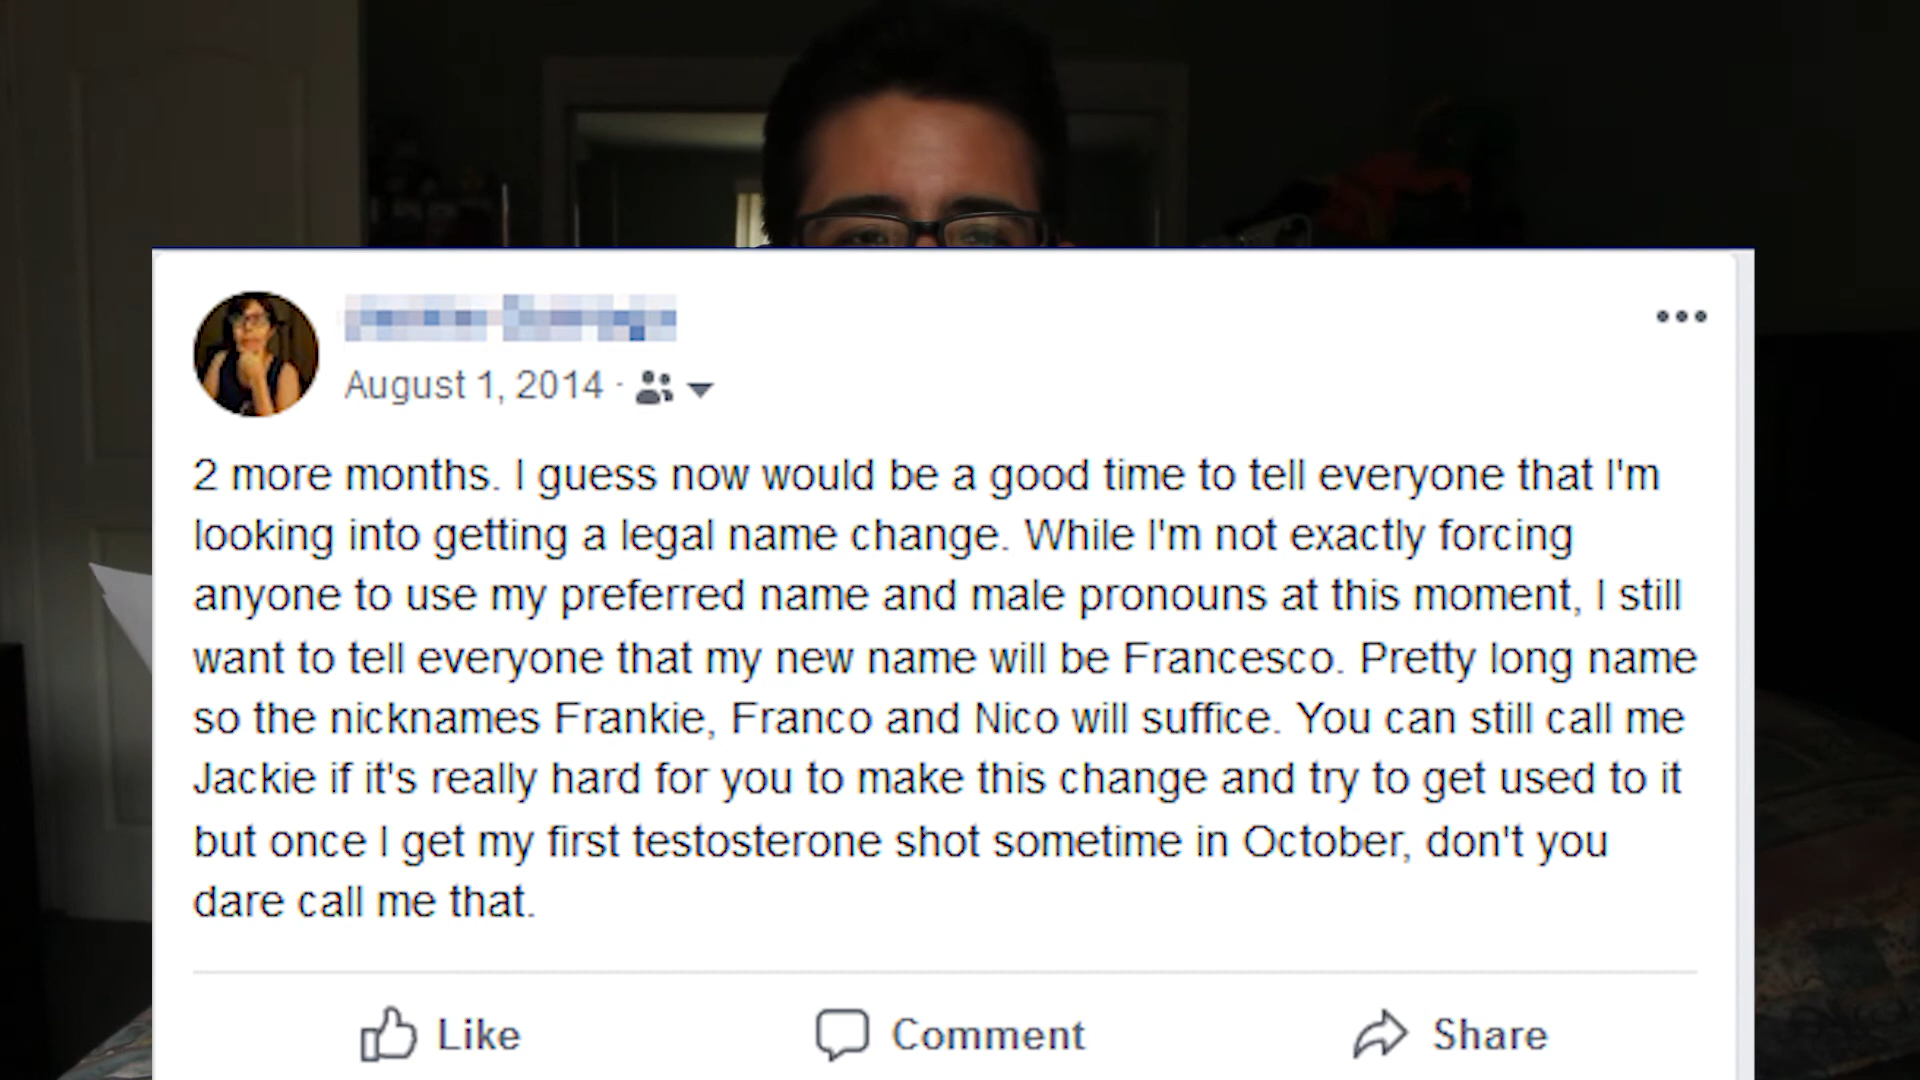 August 1, 2014 ·
2 more months. I guess now would be a good time to tell everyone that I'm
looking into getting a legal name change. While I'm not exactly forcing
anyone to use my preferred name and male pronouns at this moment, I still
want to tell everyone that my new name will be Francesco. Pretty long name
so the nicknames Frankie, Franco and Nico will suffice. You can still call me
Jackie if it's really hard for you to make this change and try to get used to it
but once I get my first testosterone shot sometime in October, don't you
dare call me that.
Like Comment Share